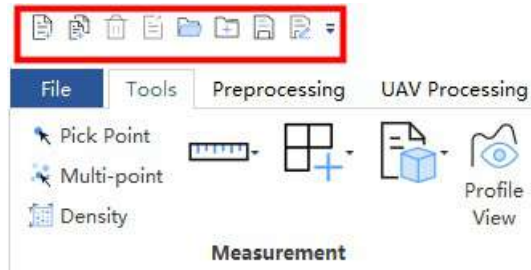 File Tools Preprocessing UAV Processing
Pick Point
Multi-point
Density
Profile
View
Measurement